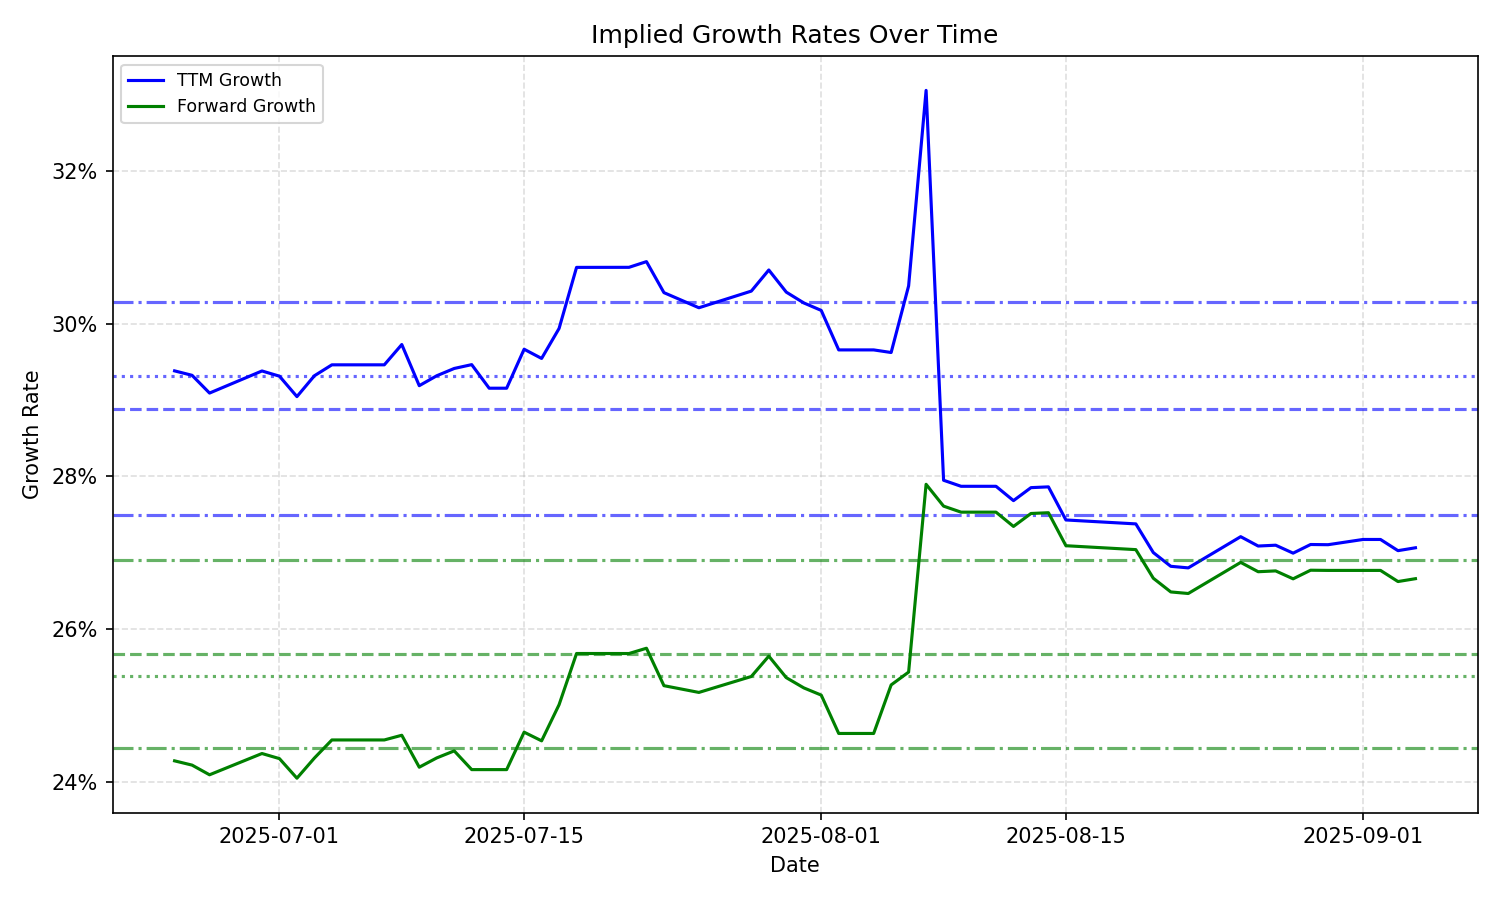 Implied Growth Rates Over Time
TTM Growth
Forward Growth
32%
30%
28%
26%
24%
Growth Rate
2025-07-01
2025-07-15
2025-08-01
2025-08-15
2025-09-01
Date